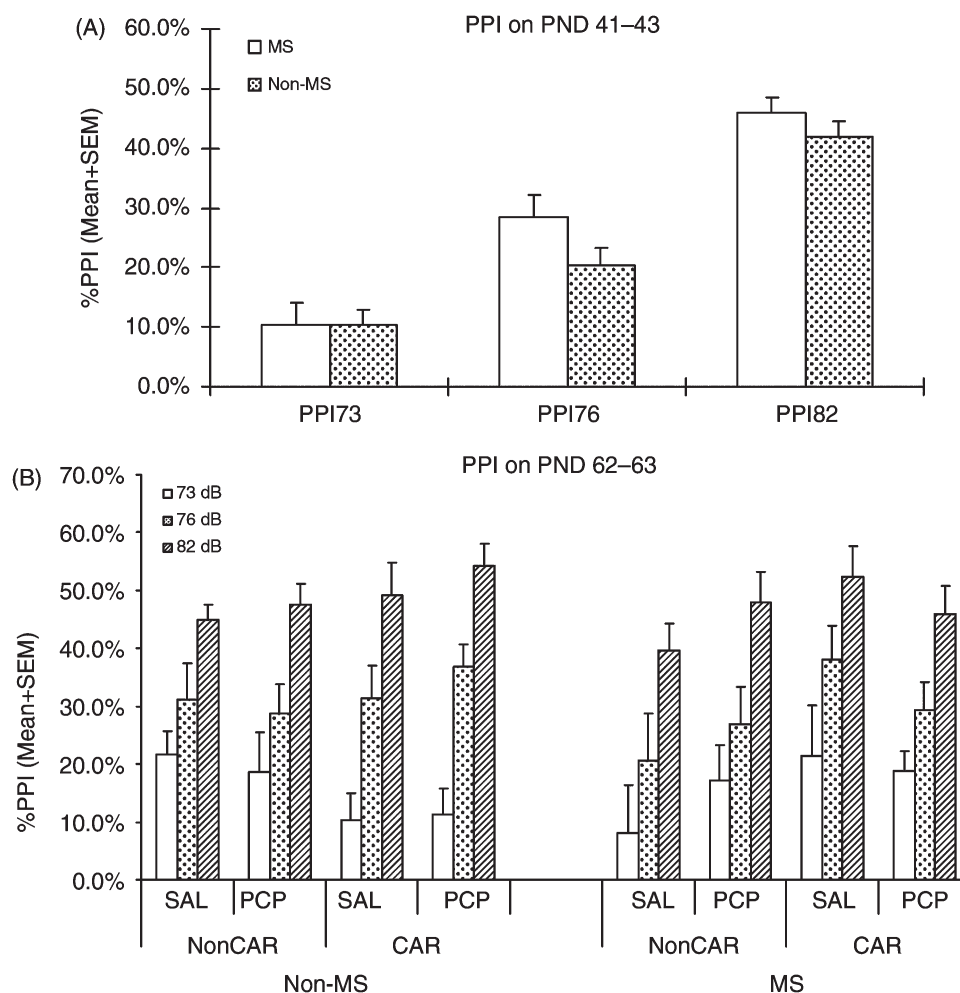 (A)
PPI on PND 41–43
60.0%
50.0%
40.0%
30.0%
20.0%
10.0%
0.0%
%PPI (Mean+SEM)
MS
Non-MS
PPI73 PPI76 PPI82
(B)
PPI on PND 62–63
70.0%
60.0%
50.0%
40.0%
30.0%
20.0%
10.0%
0.0%
%PPI (Mean+SEM)
73 dB
76 dB
82 dB
SAL PCP SAL PCP SAL PCP SAL PCP
NonCAR CAR NonCAR CAR
Non-MS MS